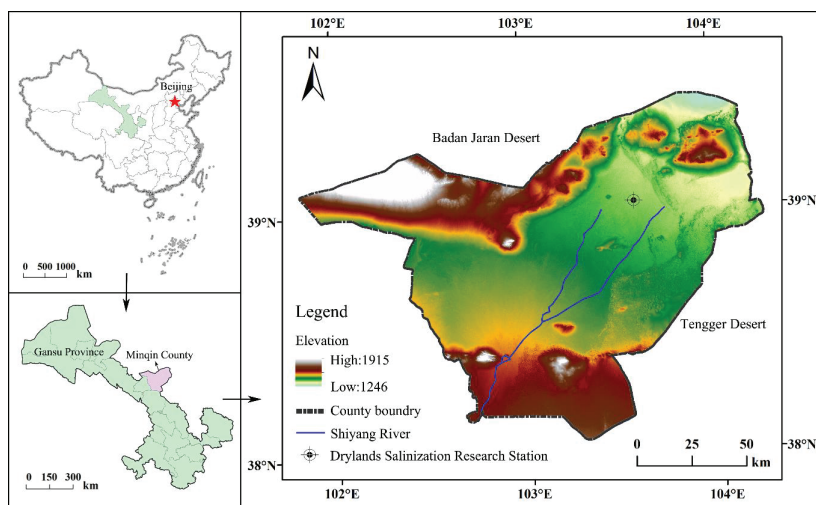 Beijing
0 500 1000
km
Gansu Province
Minqin County
0 150 300
km
102°E
103°E
104°E
N
Badan Jaran Desert
39°N
39°N
Tengger Desert
Legend
Elevation
High:1915
Low:1246
County boundry
Shiyang River
Drylands Salinization Research Station
0 25 50
km
38°N
38°N
102°E
103°E
104°E